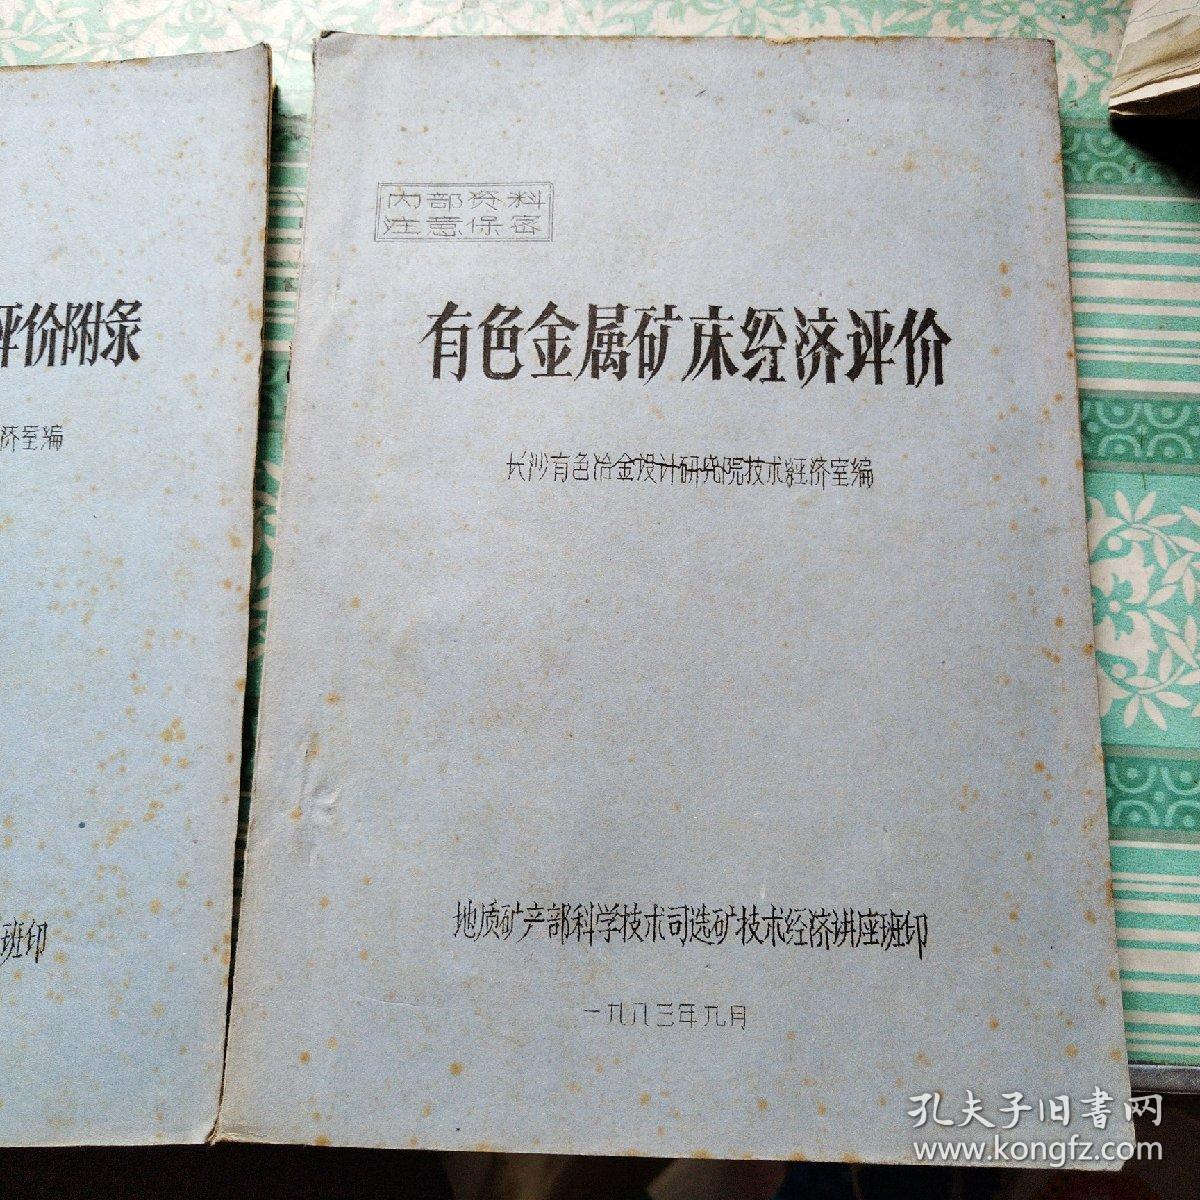 评价附录
济室编
班印
内部资料
注意保密
有色金属矿床经济评价
长沙有色冶金设计研究院技术经济室编
地质矿产部科学技术司选矿技术经济讲座班印
一九八三年九月
孔夫子旧书网
www.kongfz.com